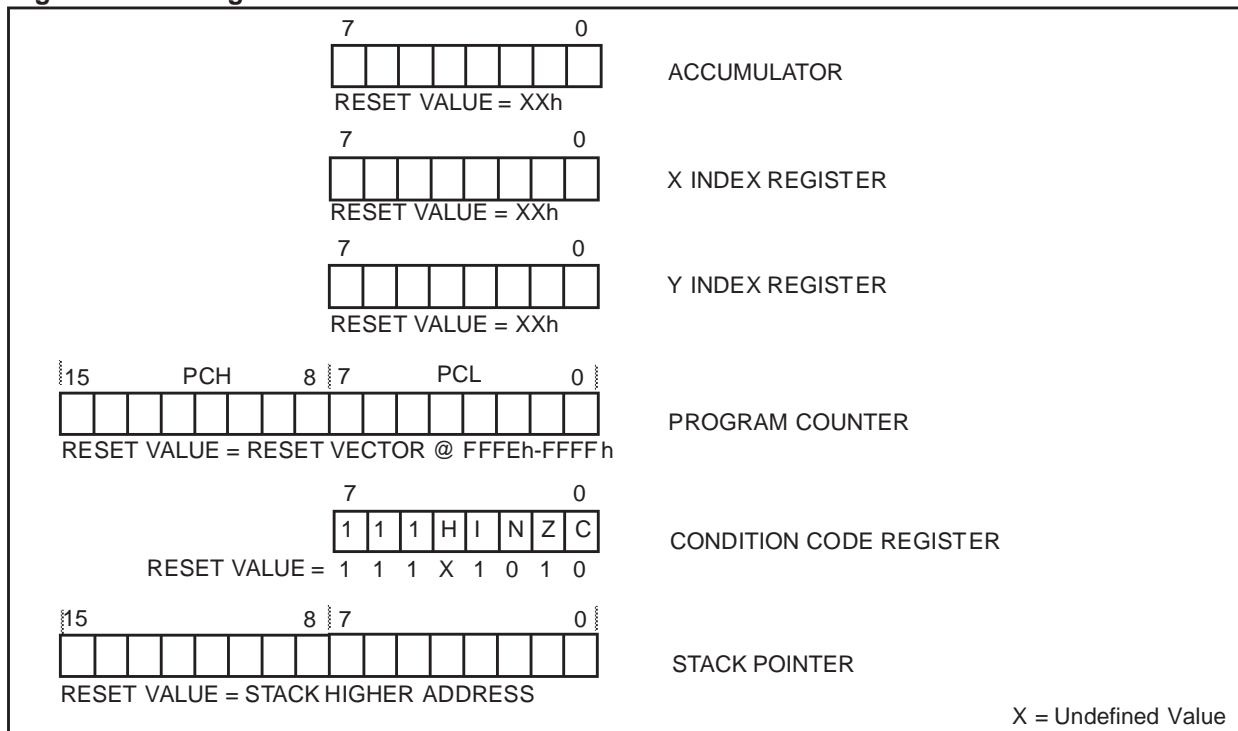 7 0
ACCUMULATOR
RESET VALUE = XXh
7 0
X INDEX REGISTER
RESET VALUE = XXh
7 0
Y INDEX REGISTER
RESET VALUE = XXh
15 PCH 8 7 PCL 0
PROGRAM COUNTER
RESET VALUE = RESET VECTOR @ FFFEh-FFFFh
7 0
1 1 1 H I N Z C
CONDITION CODE REGISTER
RESET VALUE = 1 1 1 X 1 0 1 0
15 8 7 0
STACK POINTER
RESET VALUE = STACK HIGHER ADDRESS
X = Undefined Value